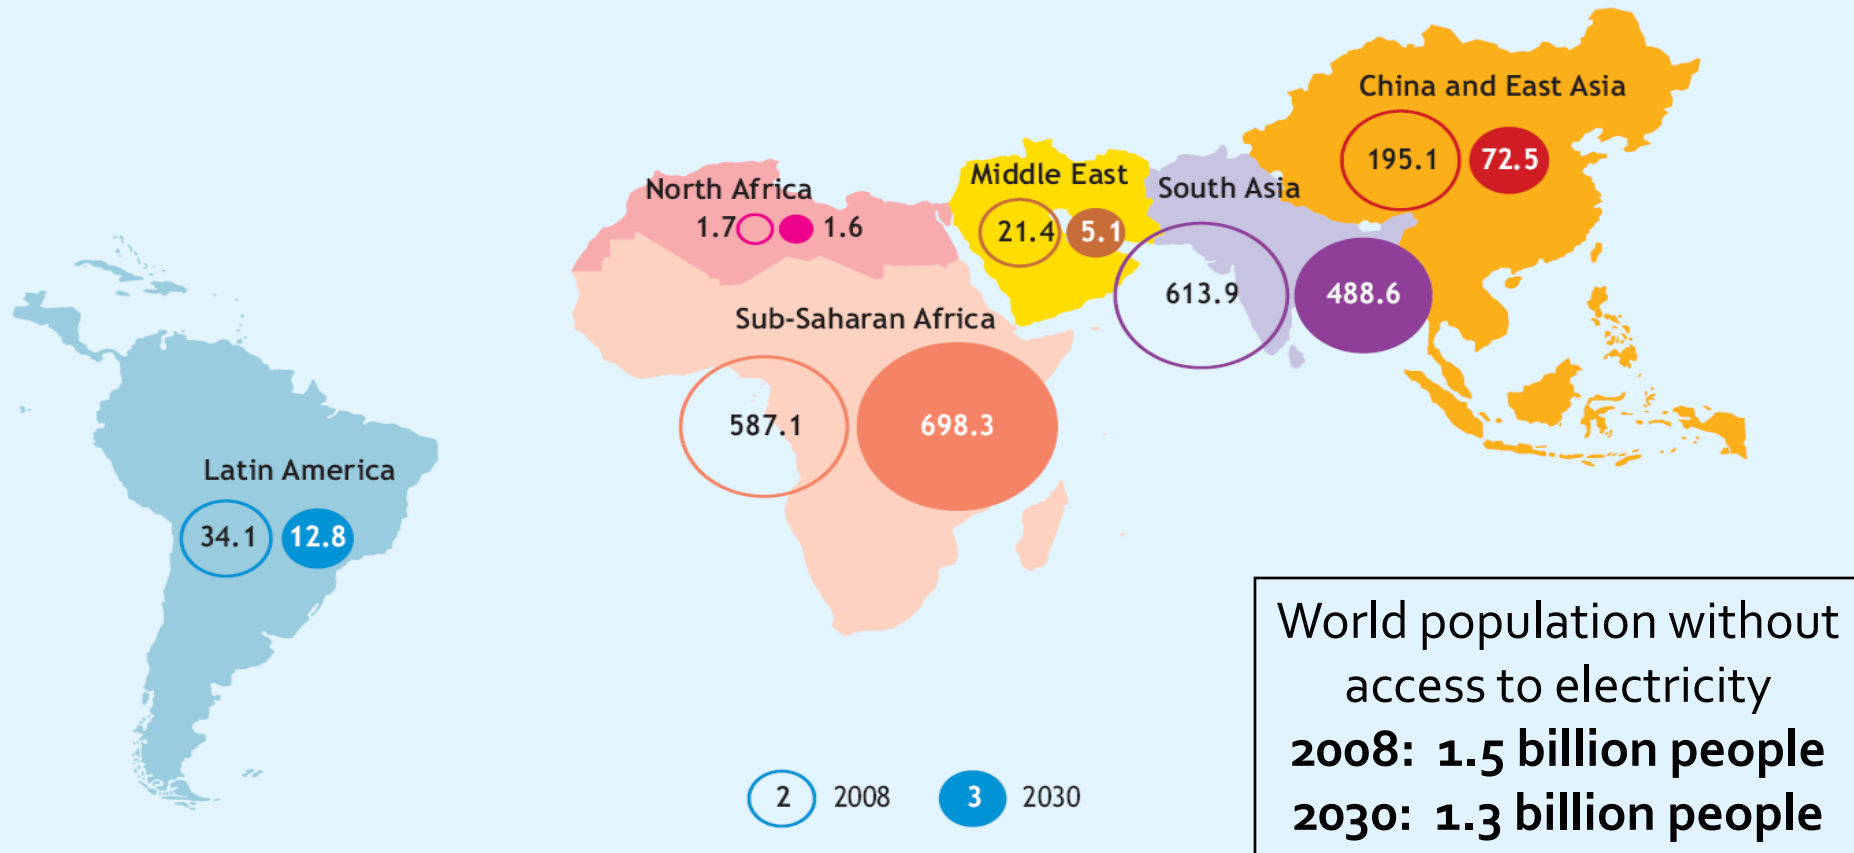 China and East Asia
195.1 72.5
Middle East
21.4 5.1
South Asia
613.9 488.6
North Africa
1.7 1.6
Sub-Saharan Africa
587.1 698.3
Latin America
34.1 12.8
2 2008 3 2030
World population without
access to electricity
2008: 1.5 billion people
2030: 1.3 billion people